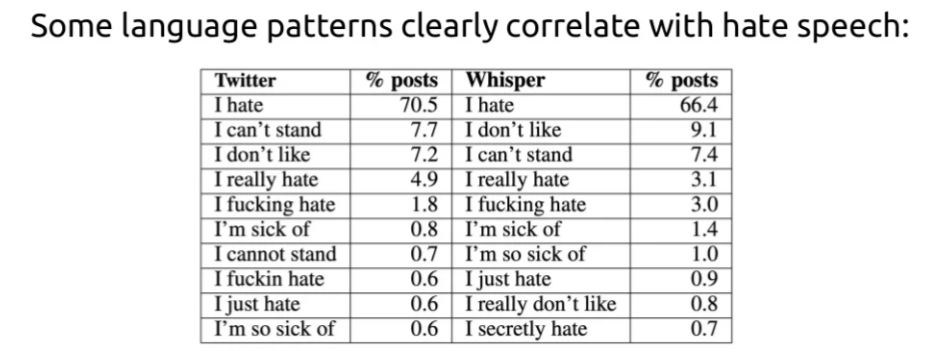 Some language patterns clearly correlate with hate speech:
Twitter % posts Whisper % posts
I hate 70.5 I hate 66.4
I can't stand 7.7 I don't like 9.1
I don't like 7.2 I can't stand 7.4
I really hate 4.9 I really hate 3.1
I fucking hate 1.8 I fucking hate 3.0
I'm sick of 0.8 I'm sick of 1.4
I cannot stand 0.7 I'm so sick of 1.0
I fuckin hate 0.6 I just hate 0.9
I just hate 0.6 I really don't like 0.8
I'm so sick of 0.6 I secretly hate 0.7